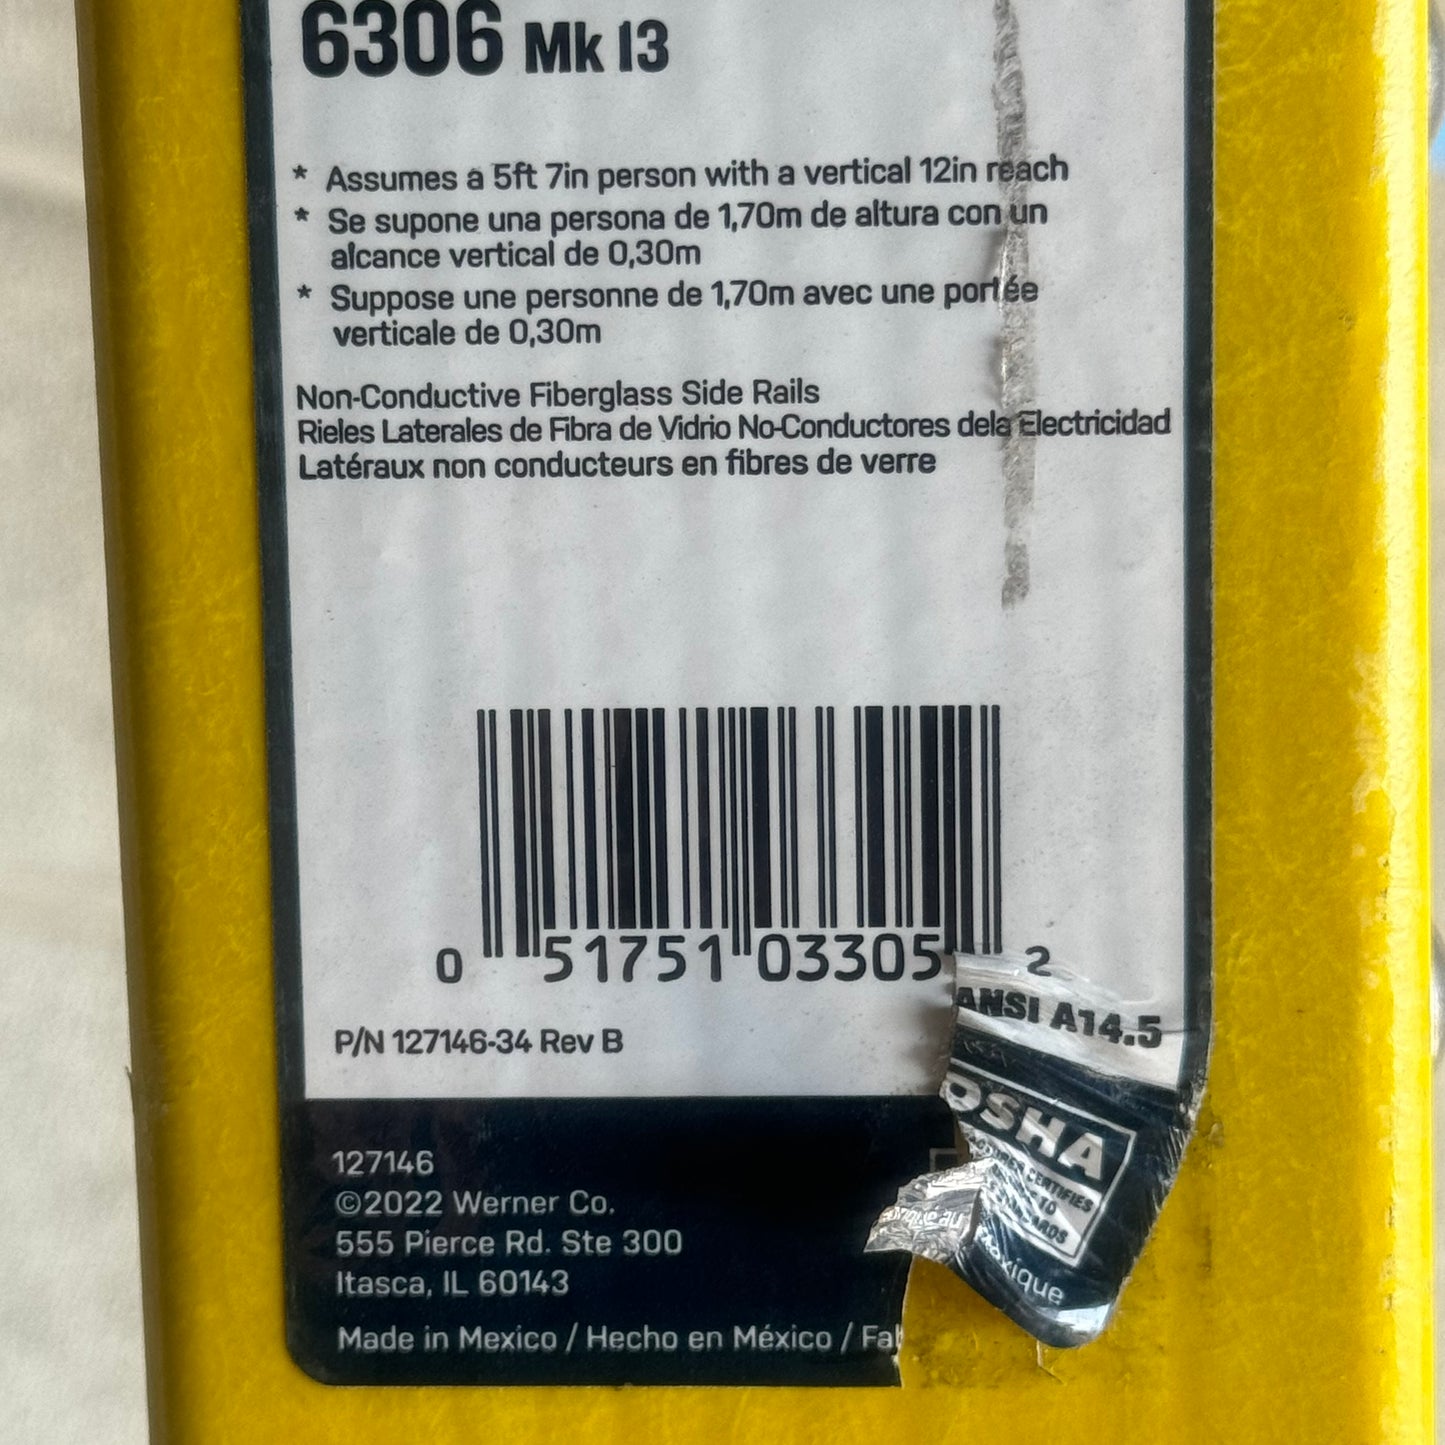 6306 Mk 13
* Assumes a 5ft 7in person with a vertical 12in reach
* Se supone una persona de 1,70m de altura con un
alcance vertical de 0,30m
* Suppose une personne de 1,70m avec une portée
verticale de 0,30m
Non-Conductive Fiberglass Side Rails
Rieles Laterales de Fibra de Vidrio No-Conductores dela Electricidad
Latéraux non conducteurs en fibres de verre
0 51751 03305 2
ANSI A14.5
P/N 127146-34 Rev B
OSHA
CERTIFIES
127146
©2022 Werner Co.
555 Pierce Rd. Ste 300
Itasca, IL 60143
Made in Mexico / Hecho en México /
au
Mexique